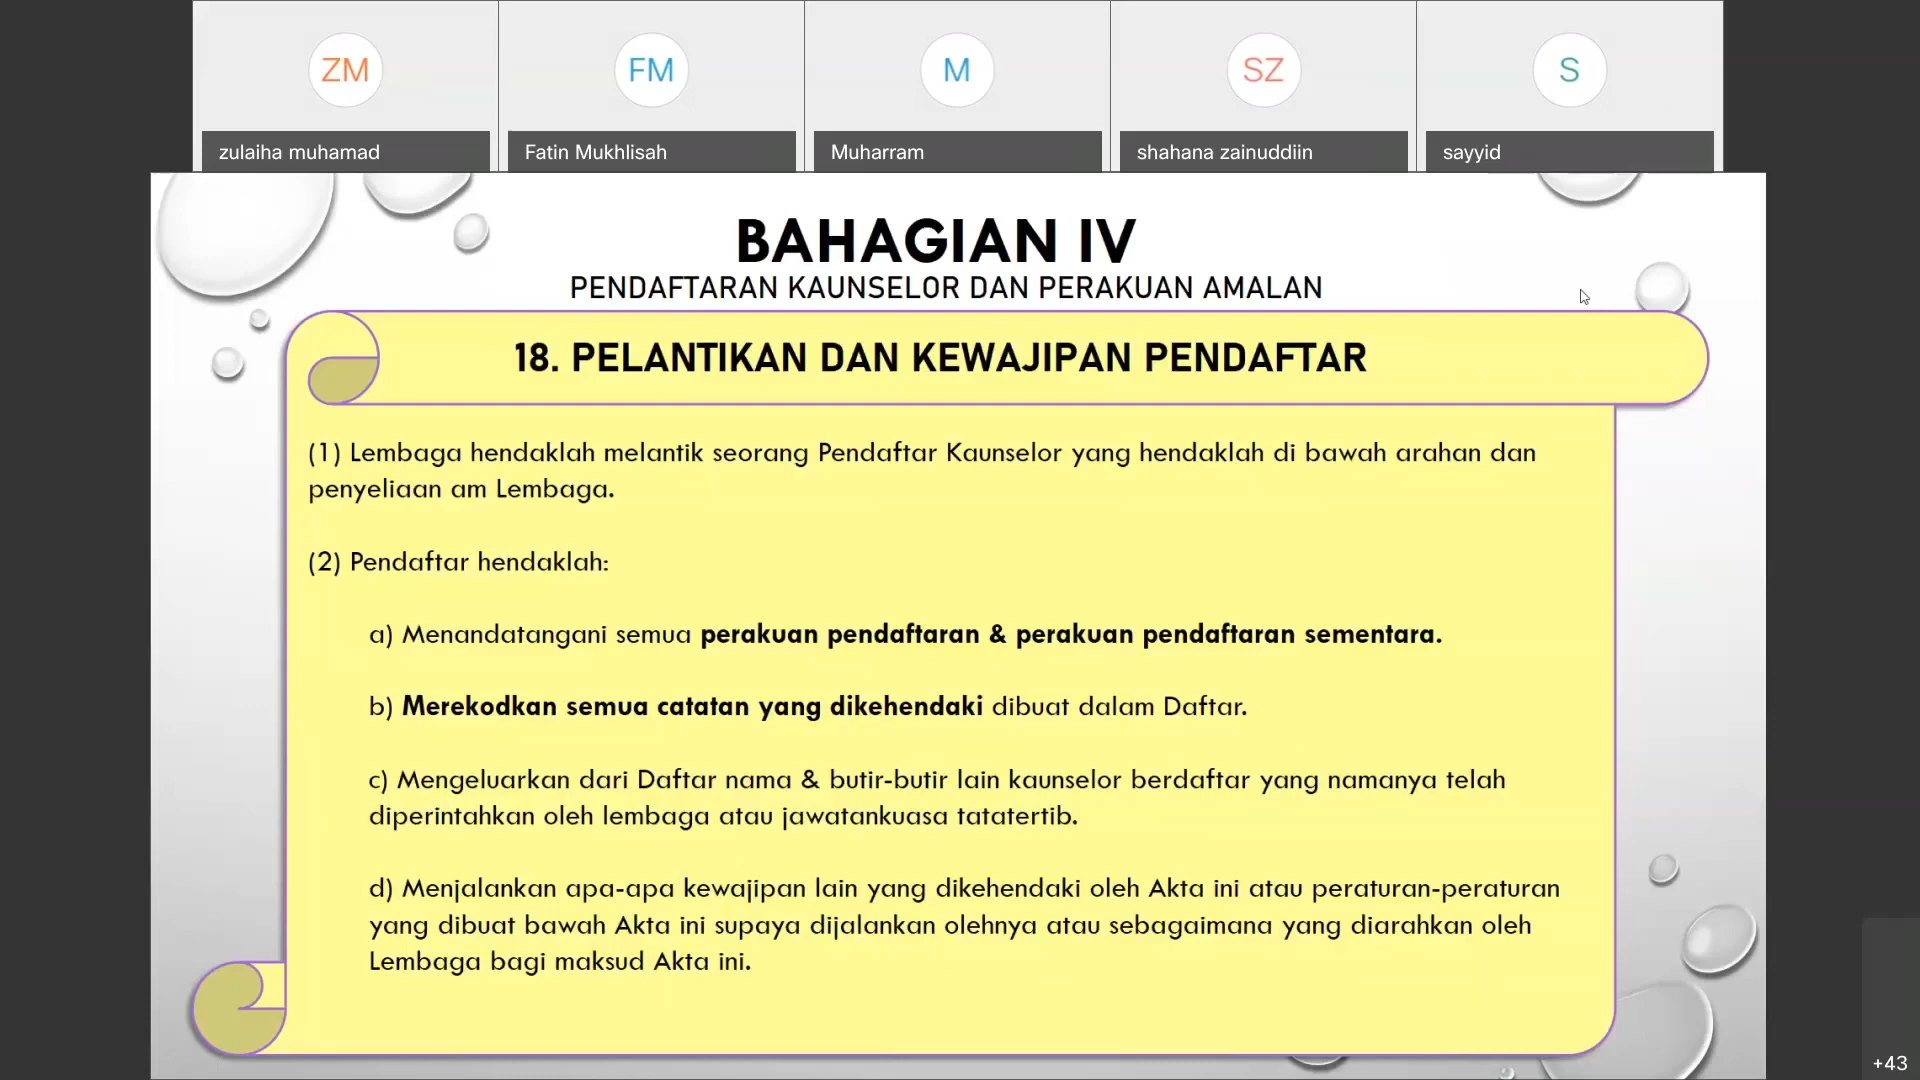 ZM
FM
M
SZ
S
zulaiha muhamad
Fatin Mukhlisah
Muharram
shahana zainuddiin
sayyid
BAHAGIAN IV
PENDAFTARAN KAUNSELOR DAN PERAKUAN AMALAN
18. PELANTIKAN DAN KEWAJIPAN PENDAFTAR
(1) Lembaga hendaklah melantik seorang Pendaftar Kaunselor yang hendaklah di bawah arahan dan
penyeliaan am Lembaga.
(2) Pendaftar hendaklah:
a) Menandatangani semua perakuan pendaftaran & perakuan pendaftaran sementara.
b) Merekodkan semua catatan yang dikehendaki dibuat dalam Daftar.
c) Mengeluarkan dari Daftar nama & butir-butir lain kaunselor berdaftar yang namanya telah
diperintahkan oleh lembaga atau jawatankuasa tatatertib.
d) Menjalankan apa-apa kewajipan lain yang dikehendaki oleh Akta ini atau peraturan-peraturan
yang dibuat bawah Akta ini supaya dijalankan olehnya atau sebagaimana yang diarahkan oleh
Lembaga bagi maksud Akta ini.
+43